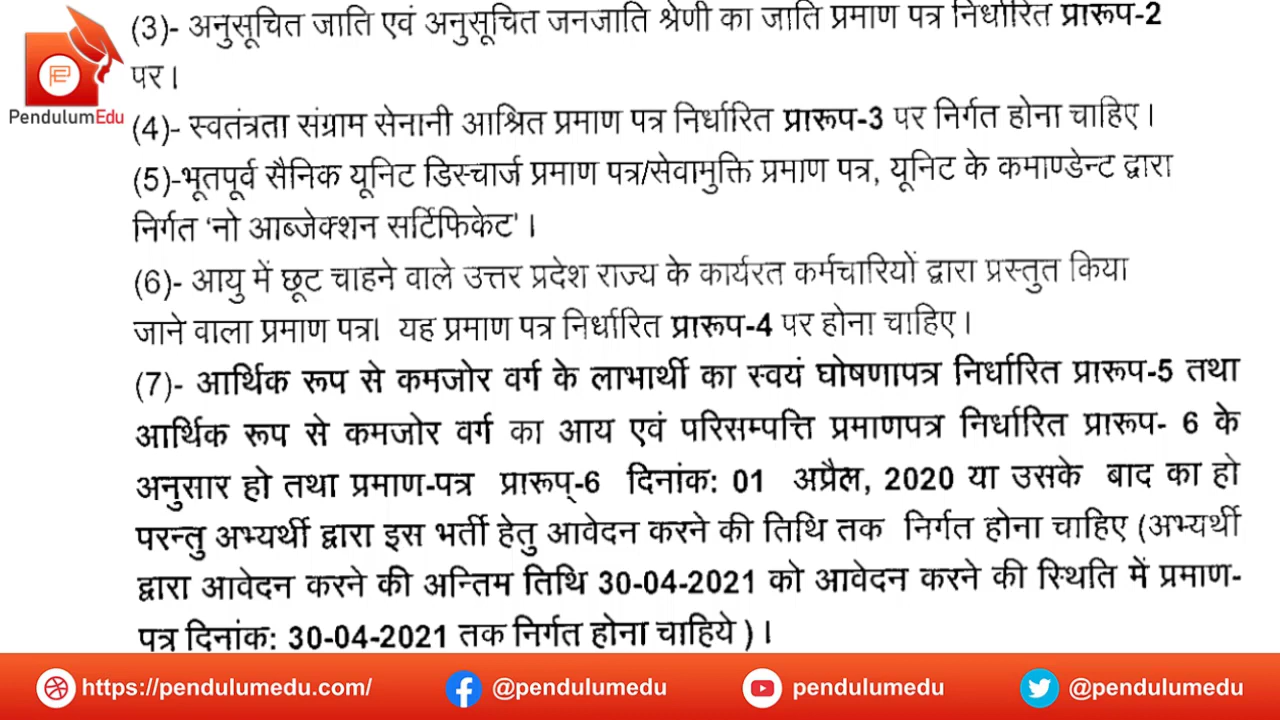 (3)- अनुसूचित जाति एवं अनुसूचित जनजाति श्रेणी का जाति प्रमाण पत्र निर्धारित प्रारूप-2
पर।
PendulumEdu
(4)- स्वतंत्रता संग्राम सेनानी आश्रित प्रमाण पत्र निर्धारित प्रारूप-3 पर निर्गत होना चाहिए।
(5)-भूतपूर्व सैनिक यूनिट डिस्चार्ज प्रमाण पत्र/सेवामुक्ति प्रमाण पत्र, यूनिट के कमाण्डेन्ट द्वारा
निर्गत 'नो आब्जेक्शन सर्टिफिकेट'।
(6)- आयु में छूट चाहने वाले उत्तर प्रदेश राज्य के कार्यरत कर्मचारियों द्वारा प्रस्तुत किया
जाने वाला प्रमाण पत्र। यह प्रमाण पत्र निर्धारित प्रारूप-4 पर होना चाहिए।
(7)- आर्थिक रूप से कमजोर वर्ग के लाभार्थी का स्वयं घोषणापत्र निर्धारित प्रारूप-5 तथा
आर्थिक रूप से कमजोर वर्ग का आय एवं परिसम्पत्ति प्रमाणपत्र निर्धारित प्रारूप- 6 के
अनुसार हो तथा प्रमाण-पत्र प्रारूप्-6 दिनांक: 01 अप्रैल, 2020 या उसके बाद का हो
परन्तु अभ्यर्थी द्वारा इस भर्ती हेतु आवेदन करने की तिथि तक निर्गत होना चाहिए (अभ्यर्थी
द्वारा आवेदन करने की अन्तिम तिथि 30-04-2021 को आवेदन करने की स्थिति में प्रमाण-
पत्र दिनांक: 30-04-2021 तक निर्गत होना चाहिये )।
https://pendulumedu.com/ @pendulumedu pendulumedu @pendulumedu